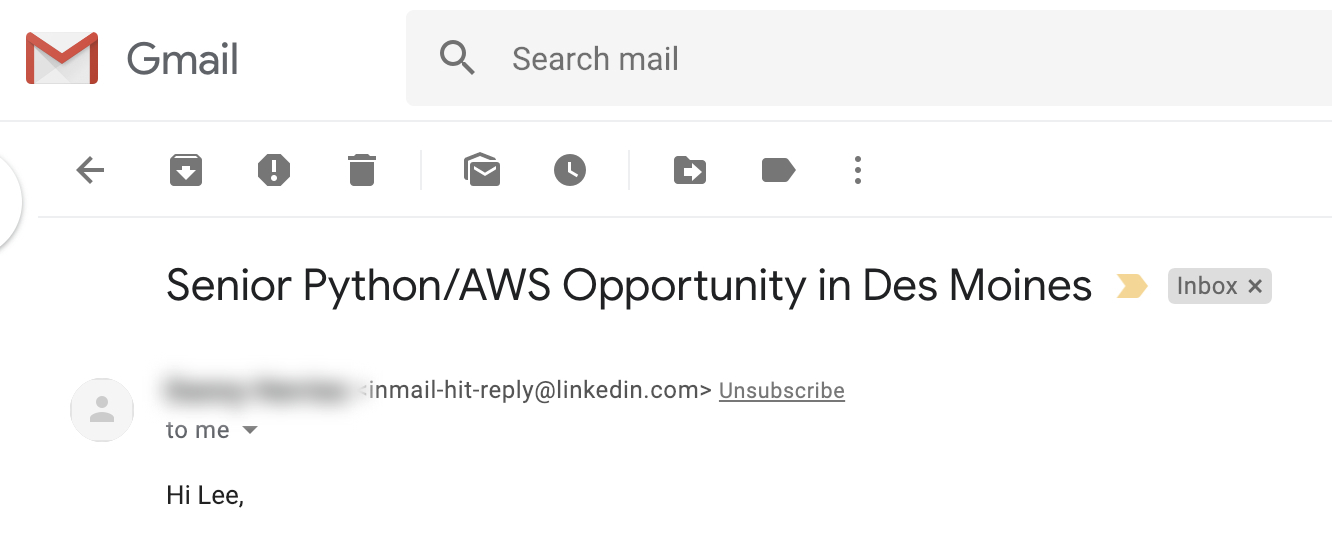 Gmail
Search mail
Senior Python/AWS Opportunity in Des Moines Inbox ×
<inmail-hit-reply@linkedin.com> Unsubscribe
to me
Hi Lee,